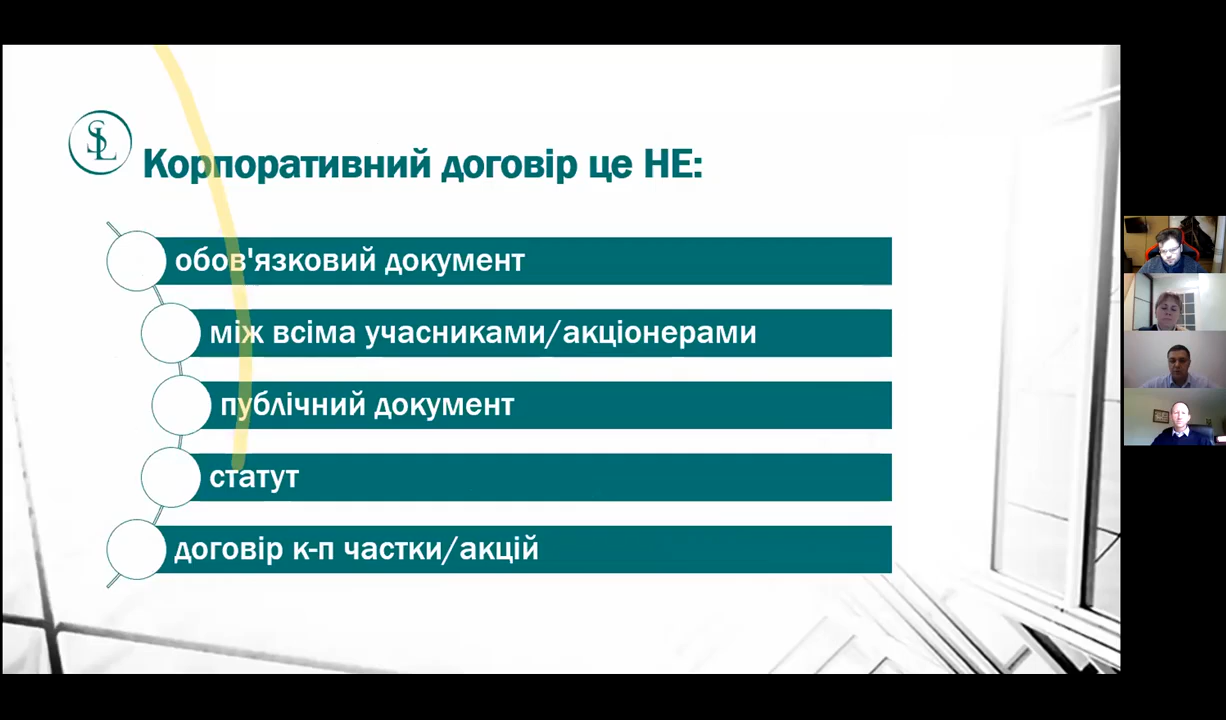 SL
Корпоративний договір це НЕ:
обов'язковий документ
між всіма учасниками/акціонерами
публічний документ
статут
договір к-п частки/акцій